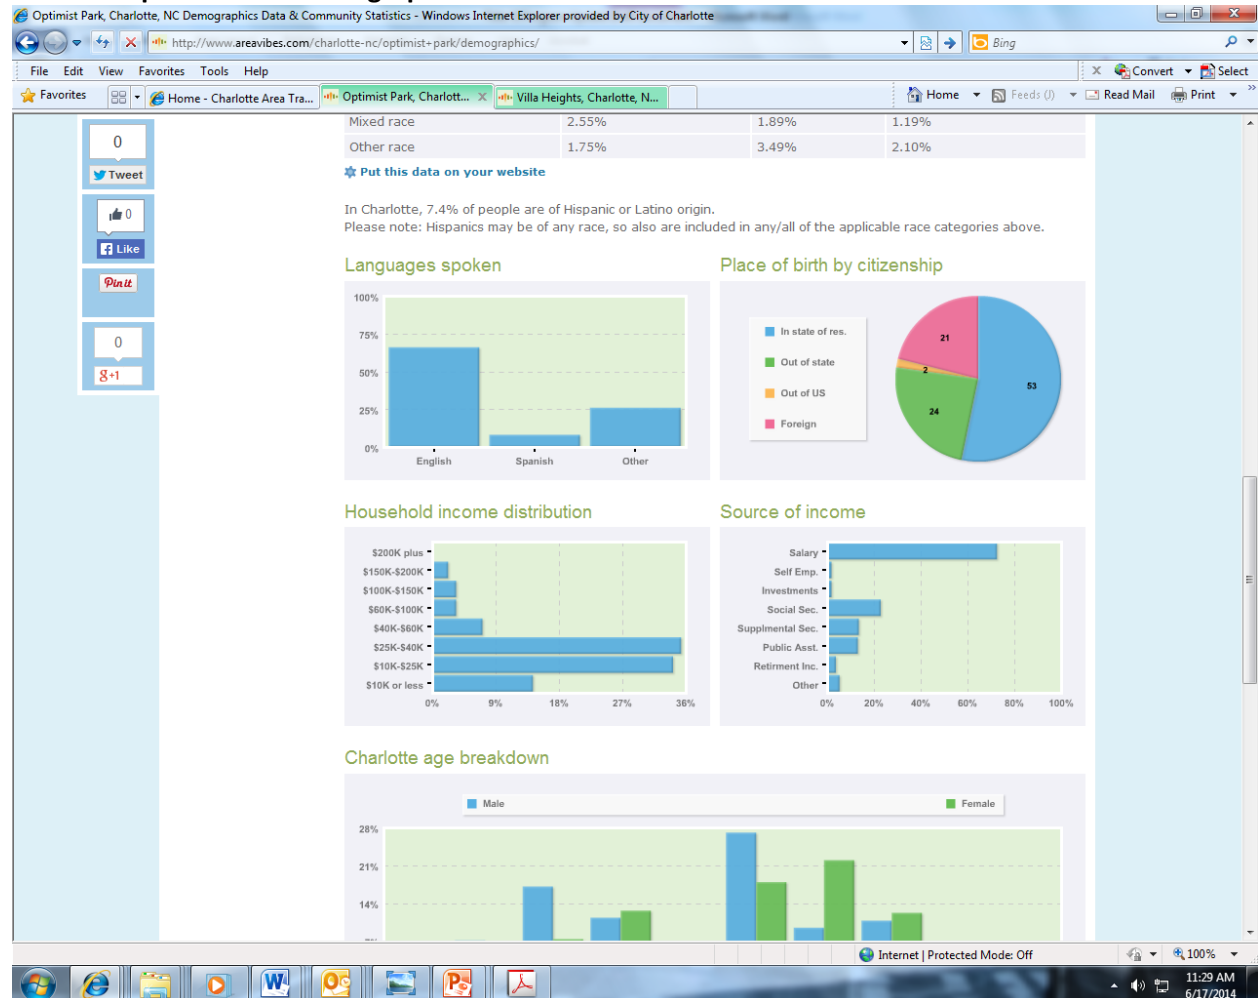 Optimist Park, Charlotte, NC Demographics Data & Community Statistics - Windows Internet Explorer provided by City of Charlotte
http://www.areavibes.com/charlotte-nc/optimist+park/demographics/
Bing
File Edit View Favorites Tools Help
X Convert Select
Favorites
Home - Charlotte Area Tra...
Optimist Park, Charlott... X
Villa Heights, Charlotte, N...
Home Feeds (J) Read Mail Print
0
Tweet
0
Like
Pin it
0
g+1
Mixed race 2.55% 1.89% 1.19%
Other race 1.75% 3.49% 2.10%
Put this data on your website
In Charlotte, 7.4% of people are of Hispanic or Latino origin.
Please note: Hispanics may be of any race, so also are included in any/all of the applicable race categories above.
Languages spoken
100%
75%
50%
25%
0%
English Spanish Other
Place of birth by citizenship
In state of res.
Out of state
Out of US
Foreign
21
2
53
24
Household income distribution
$200K plus
$150K-$200K
$100K-$150K
$60K-$100K
$40K-$60K
$25K-$40K
$10K-$25K
$10K or less
0% 9% 18% 27% 36%
Source of income
Salary
Self Emp.
Investments
Social Sec.
Supplmental Sec.
Public Asst.
Retirment Inc.
Other
0% 20% 40% 60% 80% 100%
Charlotte age breakdown
Male Female
28%
21%
14%
Internet | Protected Mode: Off
100%
11:29 AM
6/17/2014